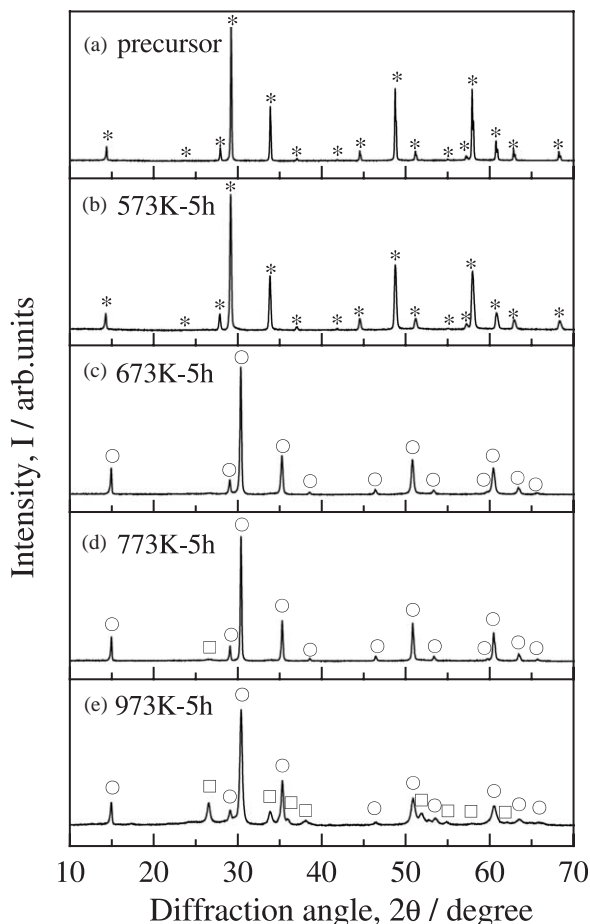 (a) precursor
(b) 573K-5h
(c) 673K-5h
(d) 773K-5h
(e) 973K-5h
Intensity, I / arb.units
10 20 30 40 50 60 70
Diffraction angle, 2θ / degree